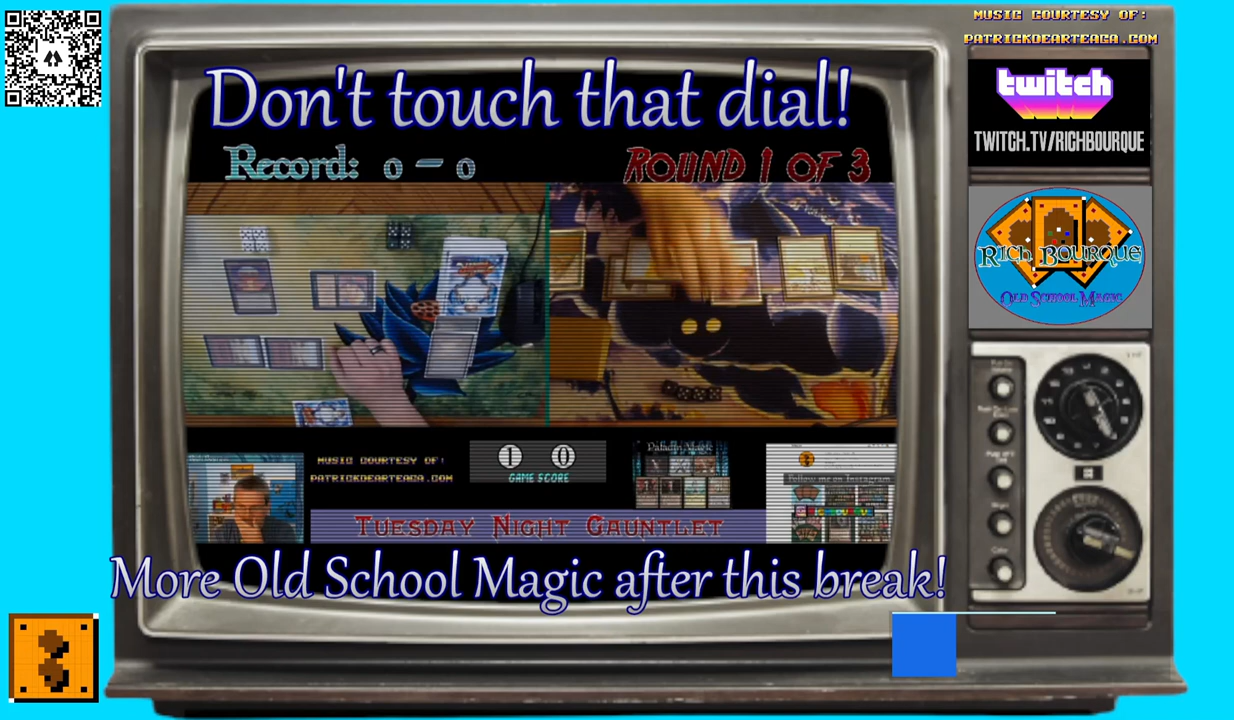 MUSIC COURTESY OF:
PATRICKDEARTEAGA.COM
Don't touch that dial!
twitch
TWITCH.TV/RICHBOURQUE
Record: 0 – 0
ROUND 1 OF 3
RICH BOURQUE
OLD SCHOOL MAGIC
1 0
GAME SCORE
MUSIC COURTESY OF:
PATRICKDEARTEAGA.COM
Paladin Magic
Follow me on Instagram
TUESDAY NIGHT GAUNTLET
More Old School Magic after this break!